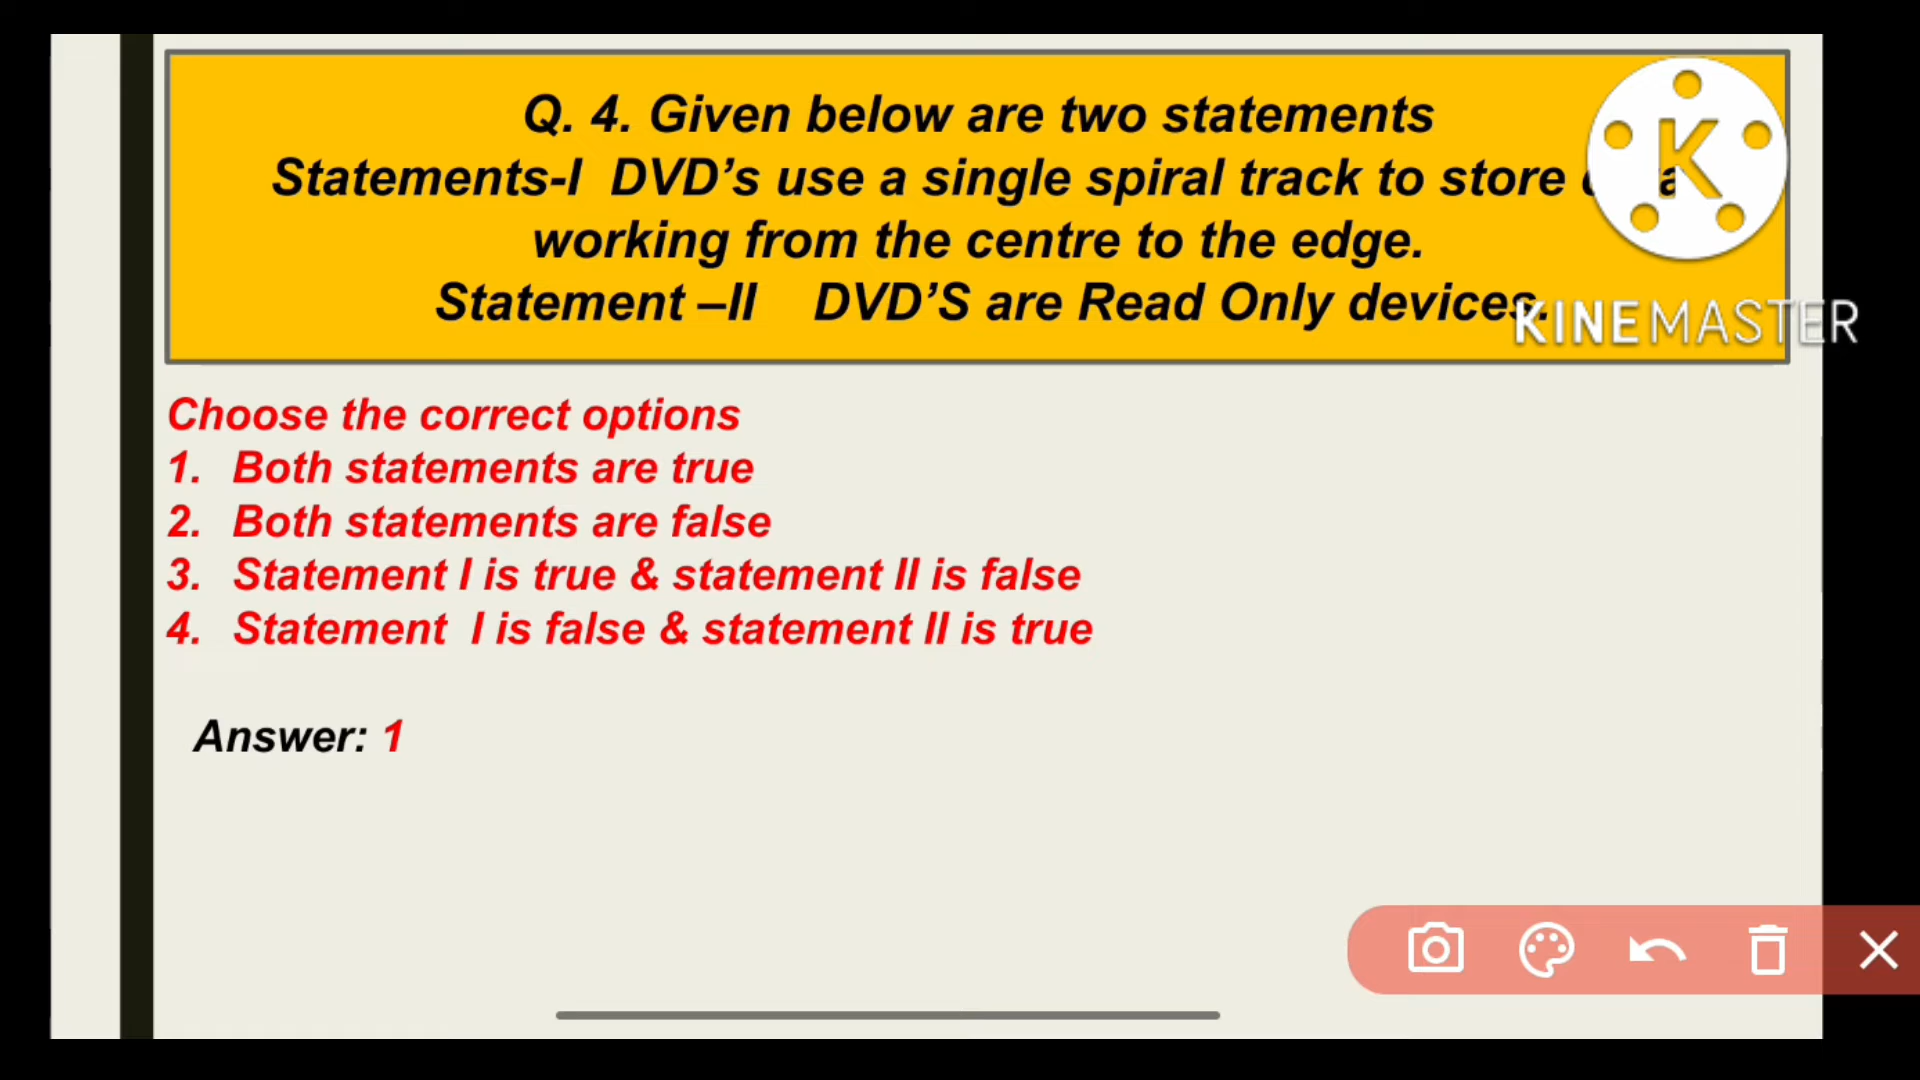 Q. 4. Given below are two statements
Statements-I DVD's use a single spiral track to store
working from the centre to the edge.
Statement –II DVD'S are Read Only devices.
K
KINEMASTER
Choose the correct options
1. Both statements are true
2. Both statements are false
3. Statement I is true & statement II is false
4. Statement I is false & statement II is true
Answer: 1